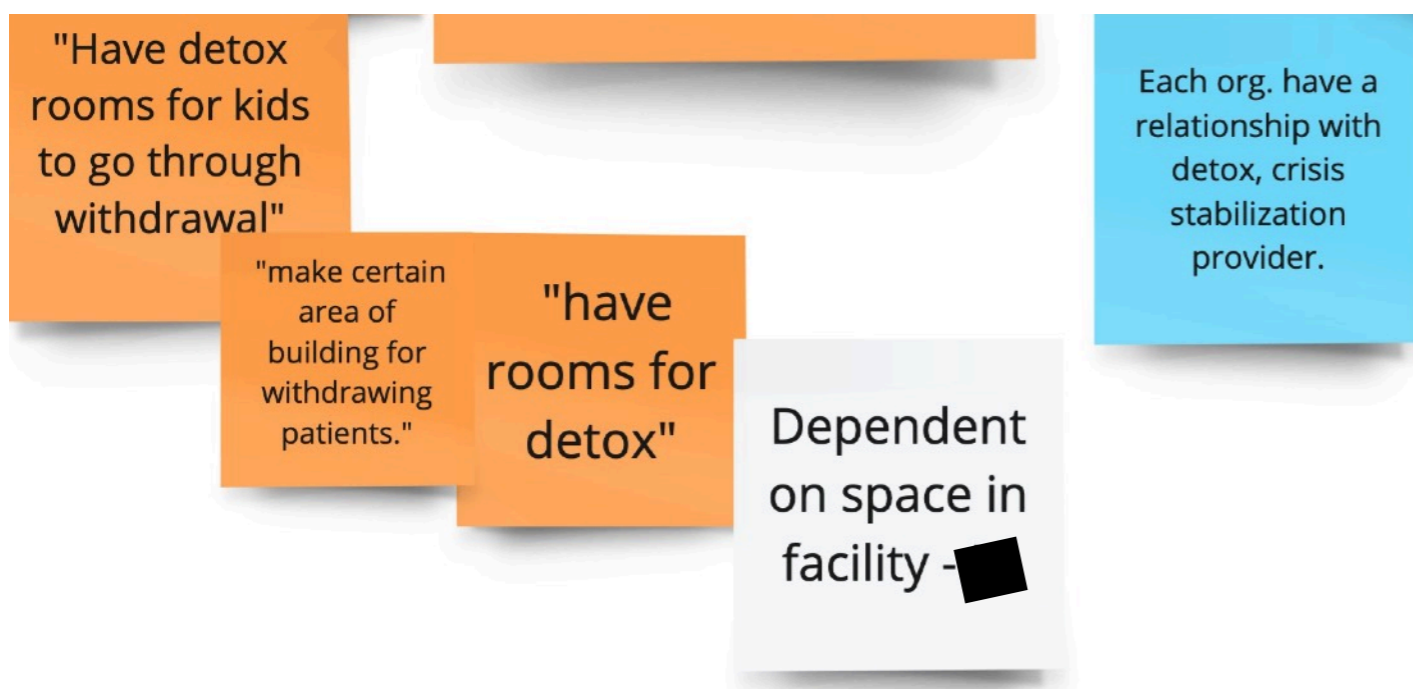 "Have detox
rooms for kids
to go through
withdrawal"
"make certain
area of
building for
withdrawing
patients."
"have
rooms for
detox"
Dependent
on space in
facility -
Each org. have a
relationship with
detox, crisis
stabilization
provider.